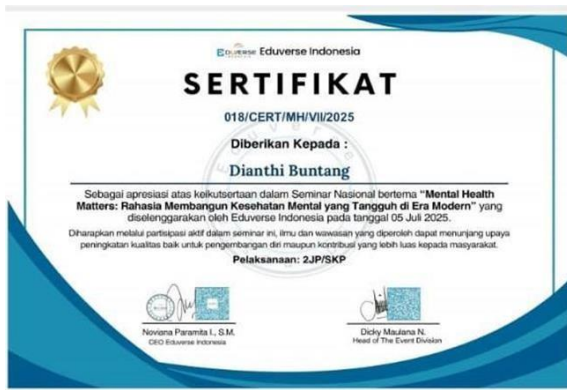 EDUVERSE Eduverse Indonesia
INDONESIA
SERTIFIKAT
018/CERT/MH/VII/2025
Diberikan Kepada :
Dianthi Buntang
Sebagai apresiasi atas keikutsertaan dalam Seminar Nasional bertema "Mental Health
Matters: Rahasia Membangun Kesehatan Mental yang Tangguh di Era Modern" yang
diselenggarakan oleh Eduverse Indonesia pada tanggal 05 Juli 2025.
Diharapkan melalui partisipasi aktif dalam seminar ini, ilmu dan wawasan yang diperoleh dapat menunjang upaya
peningkatan kualitas baik untuk pengembangan diri maupun kontribusi yang lebih luas kepada masyarakat.
Pelaksanaan: 2JP/SKP
Noviana Paramita I., S.M.
CEO Eduverse Indonesia
Dicky Maulana N.
Head of The Event Division